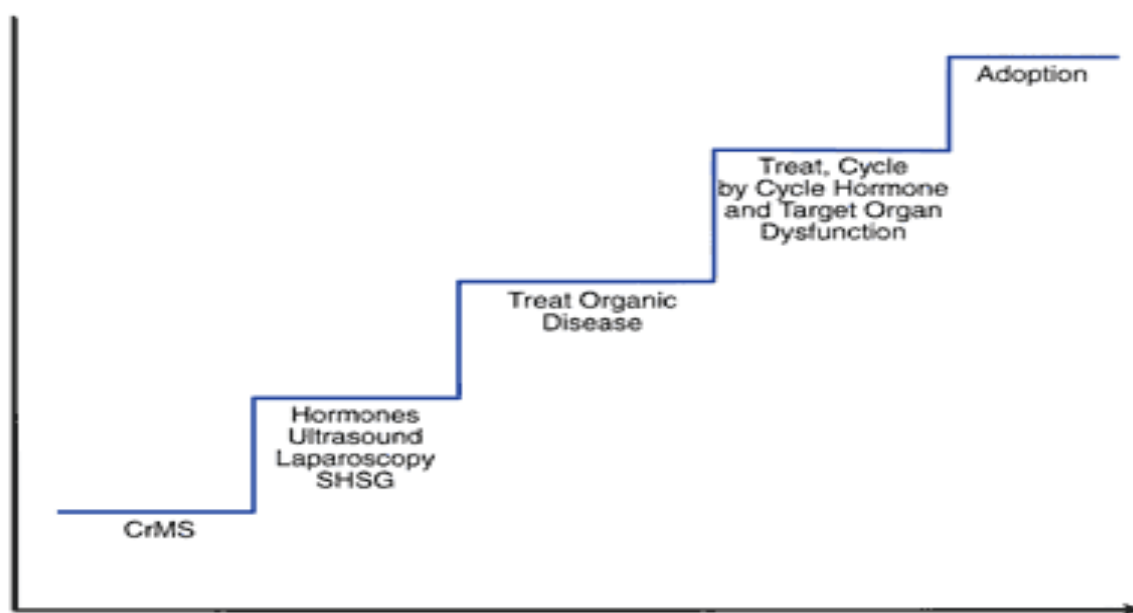 CrMS
Hormones
Ultrasound
Laparoscopy
SHSG
Treat Organic
Disease
Treat, Cycle
by Cycle Hormone
and Target Organ
Dysfunction
Adoption